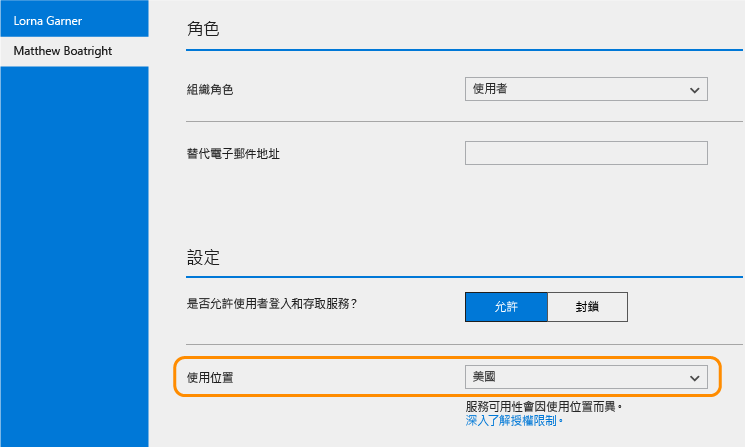 Lorna Garner
Matthew Boatright
角色
組織角色
使用者
替代電子郵件地址
設定
是否允許使用者登入和存取服務?
允許
封鎖
使用位置
美國
服務可用性會因使用位置而異。
深入了解授權限制。